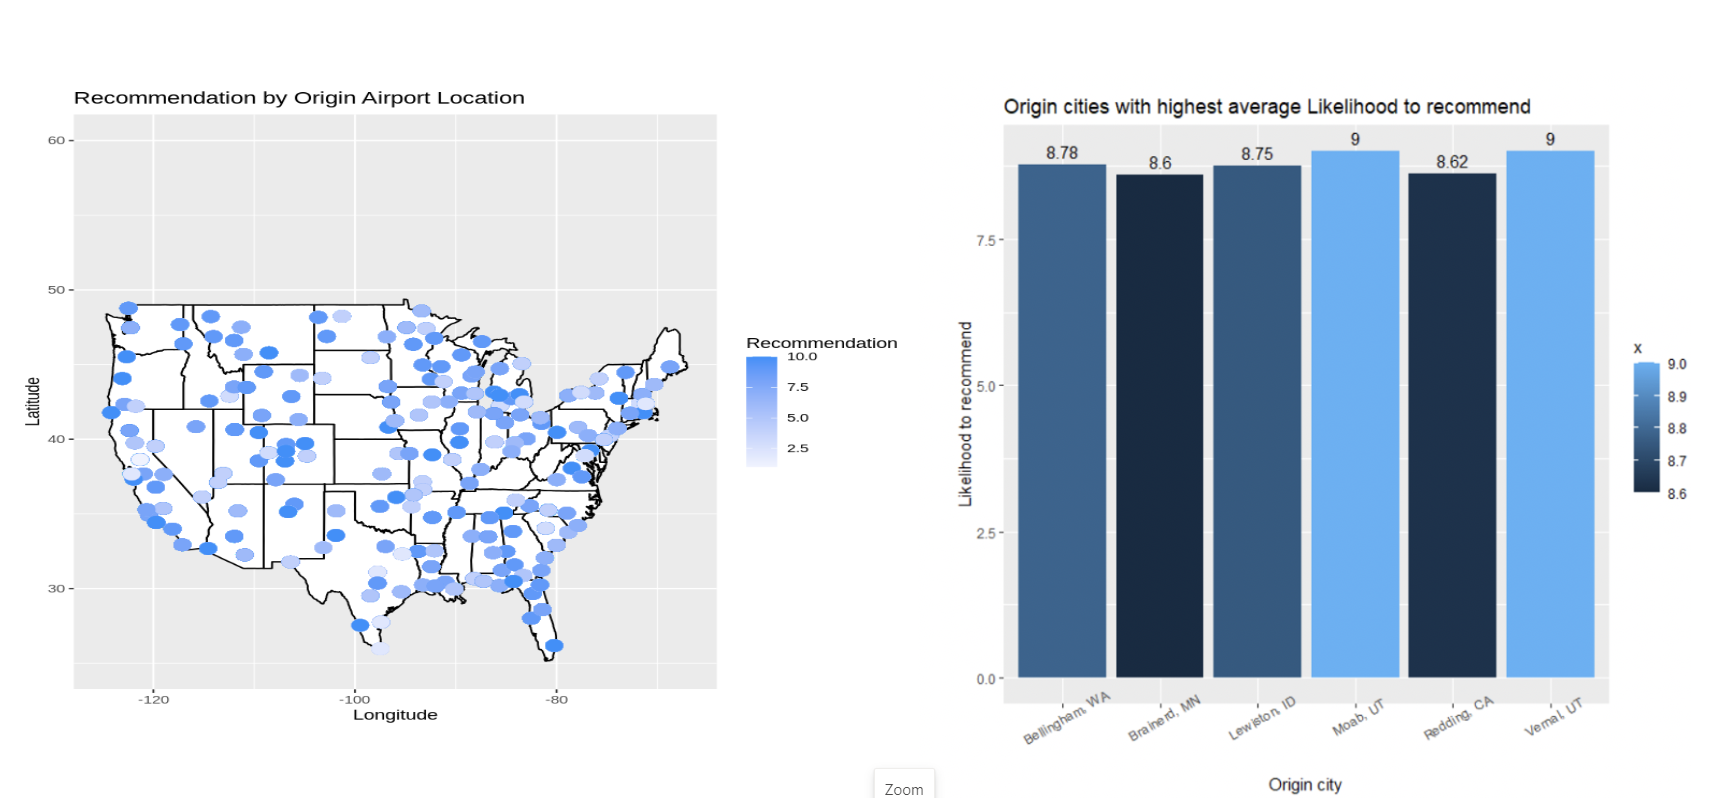 Recommendation by Origin Airport Location
60
50
40
30
Latitude
-120
-100
-80
Longitude
Recommendation
10.0
7.5
5.0
2.5
Origin cities with highest average Likelihood to recommend
8.78
8.6
8.75
9
8.62
9
7.5
5.0
2.5
0.0
Likelihood to recommend
Bellingham, WA
Brainerd, MN
Lewiston, ID
Moab, UT
Redding, CA
Vernal, UT
Origin city
x
9.0
8.9
8.8
8.7
8.6
Zoom